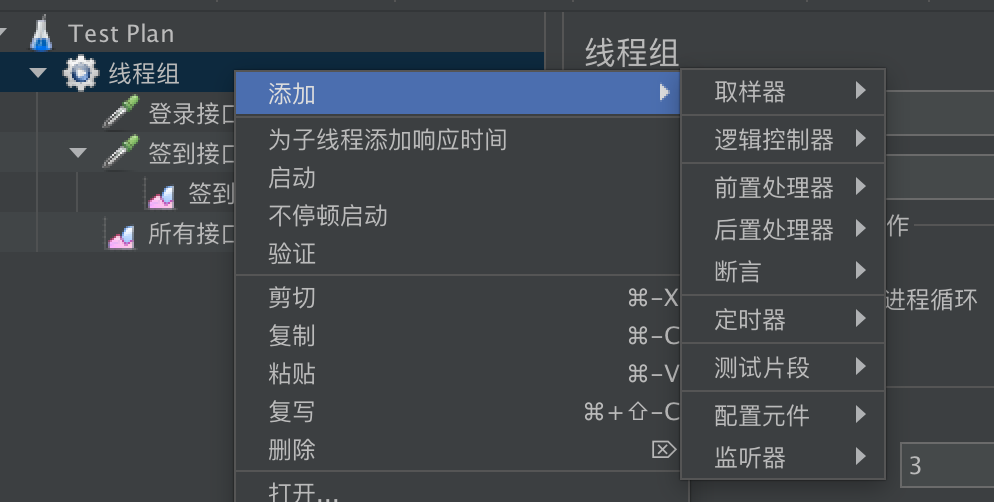 Test Plan
线程组
登录接口
签到接口
签到
所有接口
线程组
作
进程循环
3
添加
为子线程添加响应时间
启动
不停顿启动
验证
剪切 ⌘-X
复制 ⌘-C
粘贴 ⌘-V
复写 ⌘+⇧-C
删除 ⌦
打开...
取样器
逻辑控制器
前置处理器
后置处理器
断言
定时器
测试片段
配置元件
监听器